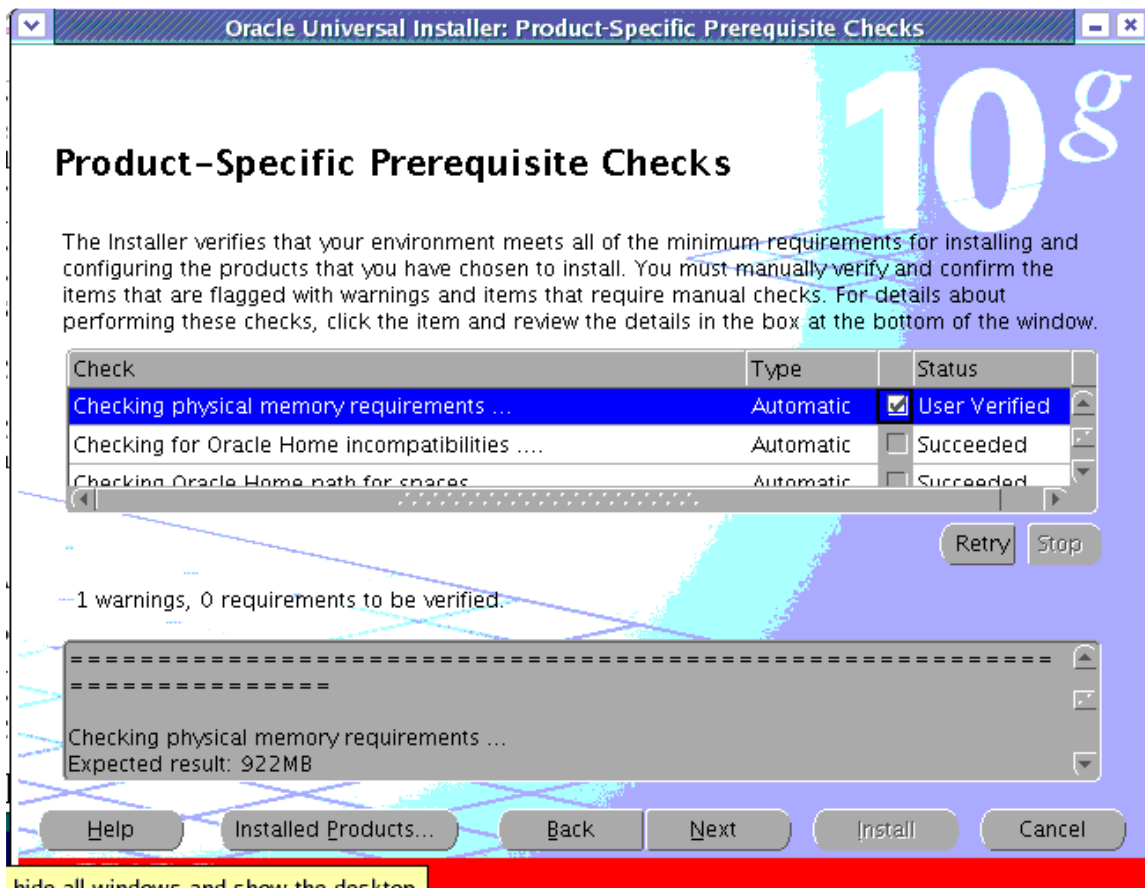 Oracle Universal Installer: Product-Specific Prerequisite Checks
10g
Product-Specific Prerequisite Checks
The Installer verifies that your environment meets all of the minimum requirements for installing and
configuring the products that you have chosen to install. You must manually verify and confirm the
items that are flagged with warnings and items that require manual checks. For details about
performing these checks, click the item and review the details in the box at the bottom of the window.
Check Type Status
Checking physical memory requirements ... Automatic User Verified
Checking for Oracle Home incompatibilities .... Automatic Succeeded
Checking Oracle Home path for spaces Automatic Succeeded
Retry Stop
1 warnings, 0 requirements to be verified.
= = = = = = = = = = = = = = = = = = = = = = = = = = = = = = = = = = = = = = = = = = = = = = = = = = = = = = =
= = = = = = = = = = = = = = =
Checking physical memory requirements ...
Expected result: 922MB
Help Installed Products... Back Next Install Cancel
hide all windows and show the desktop